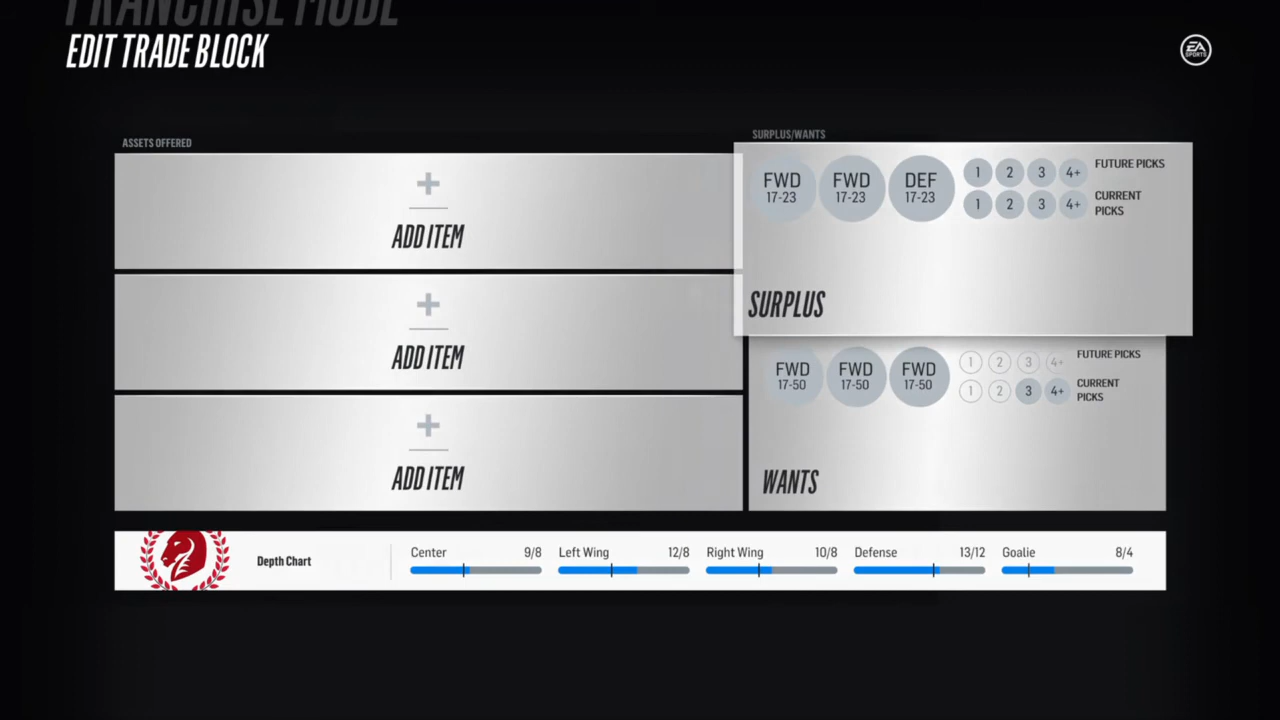 FRANCHISE MODE
EDIT TRADE BLOCK
EA
SPORTS
ASSETS OFFERED
+
ADD ITEM
+
ADD ITEM
+
ADD ITEM
SURPLUS/WANTS
FWD
17-23
FWD
17-23
DEF
17-23
1 2 3 4+ FUTURE PICKS
1 2 3 4+ CURRENT
PICKS
SURPLUS
FWD
17-50
FWD
17-50
FWD
17-50
1 2 3 4+ FUTURE PICKS
1 2 3 4+ CURRENT
PICKS
WANTS
Depth Chart
Center 9/8
Left Wing 12/8
Right Wing 10/8
Defense 13/12
Goalie 8/4